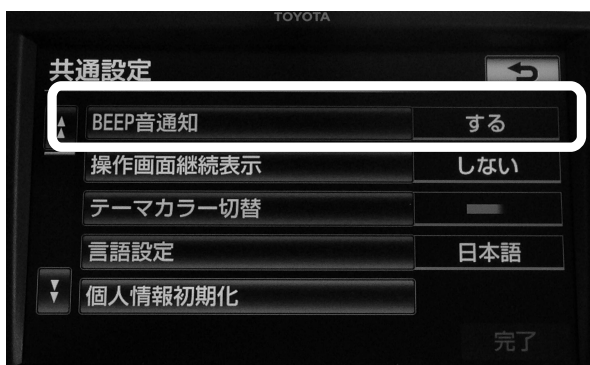 TOYOTA
共通設定
BEEP音通知 する
操作画面継続表示 しない
テーマカラー切替
言語設定 日本語
個人情報初期化
完了